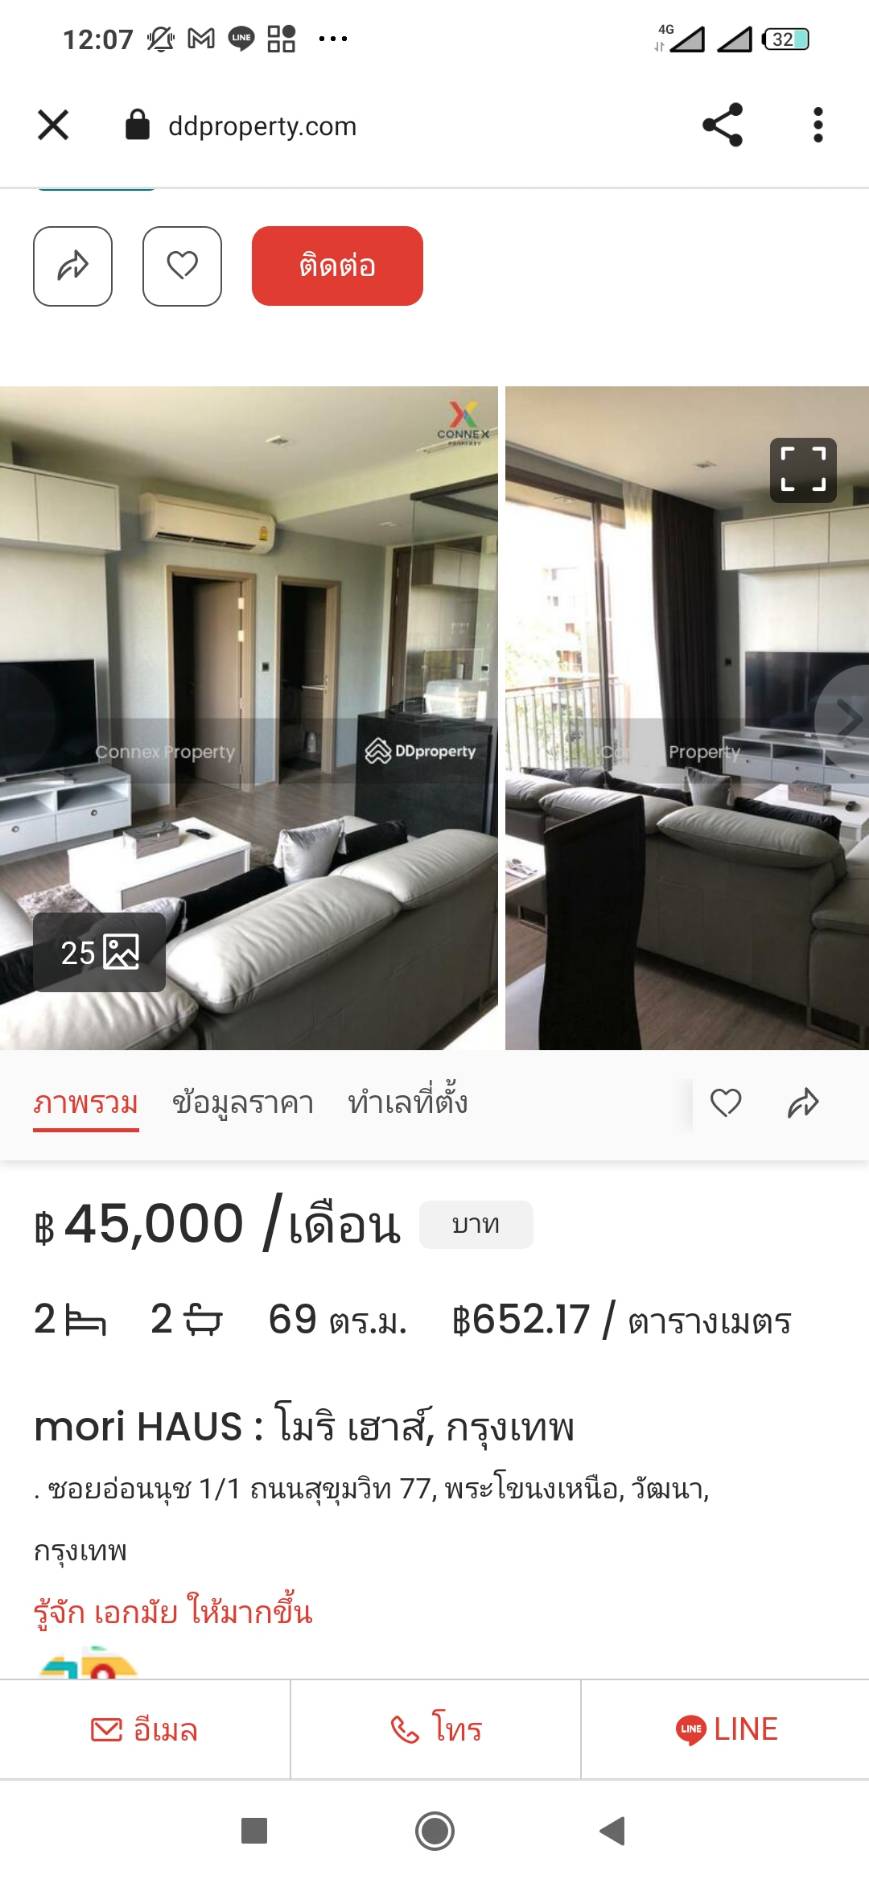 12:07
4G
32
ddproperty.com
ติดต่อ
CONNEX
PROPERTY
Connex Property
DDproperty
Property
25
ภาพรวม ข้อมูลราคา ทำเลที่ตั้ง
฿ 45,000 /เดือน บาท
2 2 69 ตร.ม. ฿652.17 / ตารางเมตร
mori HAUS : โมริ เฮาส์, กรุงเทพ
. ซอยอ่อนนุช 1/1 ถนนสุขุมวิท 77, พระโขนงเหนือ, วัฒนา,
กรุงเทพ
รู้จัก เอกมัย ให้มากขึ้น
อีเมล โทร LINE LINE